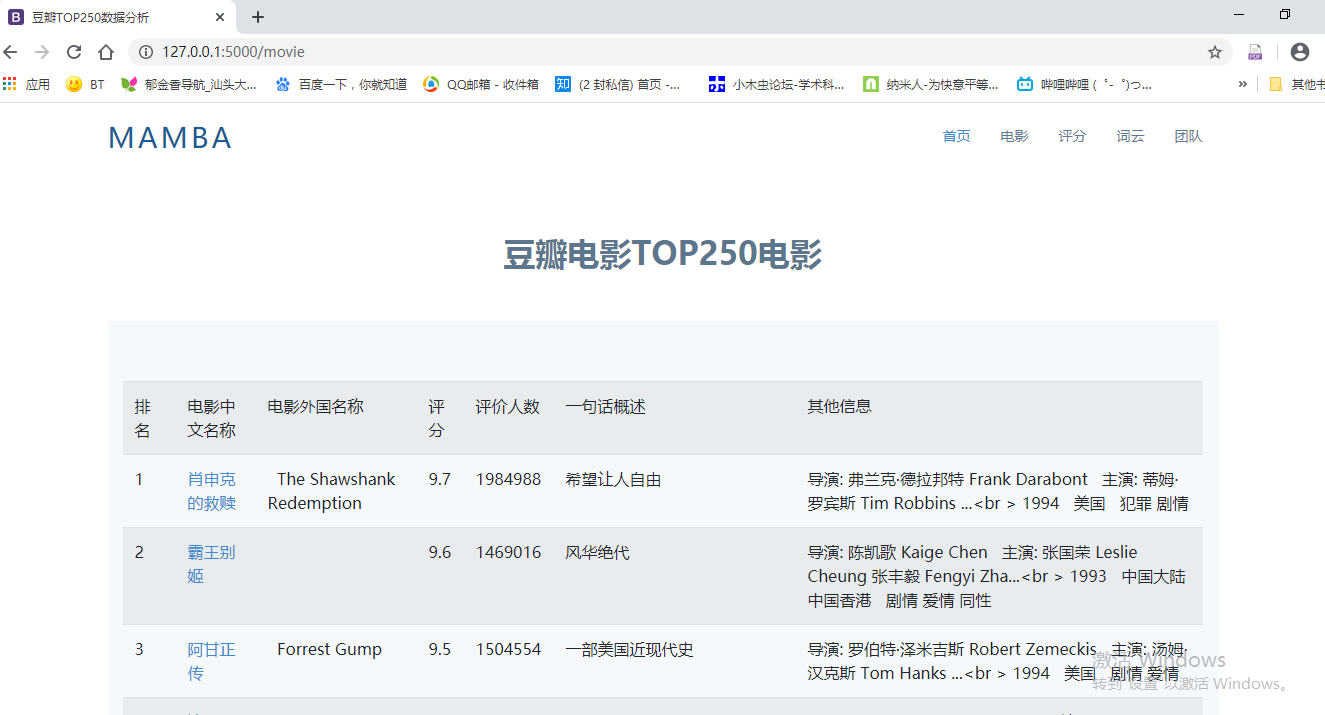 豆瓣TOP250数据分析
127.0.0.1:5000/movie
应用 BT 郁金香导航_汕头大... 百度一下，你就知道 QQ邮箱 - 收件箱 (2 封私信) 首页 -... 小木虫论坛-学术科... 纳米人-为快意平等... 哔哩哔哩 ( ゜- ゜)つ... » 其他书
MAMBA
首页 电影 评分 词云 团队
豆瓣电影TOP250电影
排名 电影中文名称 电影外国名称 评分 评价人数 一句话概述 其他信息
1 肖申克的救赎 The Shawshank Redemption 9.7 1984988 希望让人自由 导演: 弗兰克·德拉邦特 Frank Darabont 主演: 蒂姆·
罗宾斯 Tim Robbins ...<br > 1994 美国 犯罪 剧情
2 霸王别姬 9.6 1469016 风华绝代 导演: 陈凯歌 Kaige Chen 主演: 张国荣 Leslie
Cheung 张丰毅 Fengyi Zha...<br > 1993 中国大陆
中国香港 剧情 爱情 同性
3 阿甘正传 Forrest Gump 9.5 1504554 一部美国近现代史 导演: 罗伯特·泽米吉斯 Robert Zemeckis 主演: 汤姆·
汉克斯 Tom Hanks ...<br > 1994 美国 剧情 爱情
激活 Windows
转到"设置"以激活 Windows。